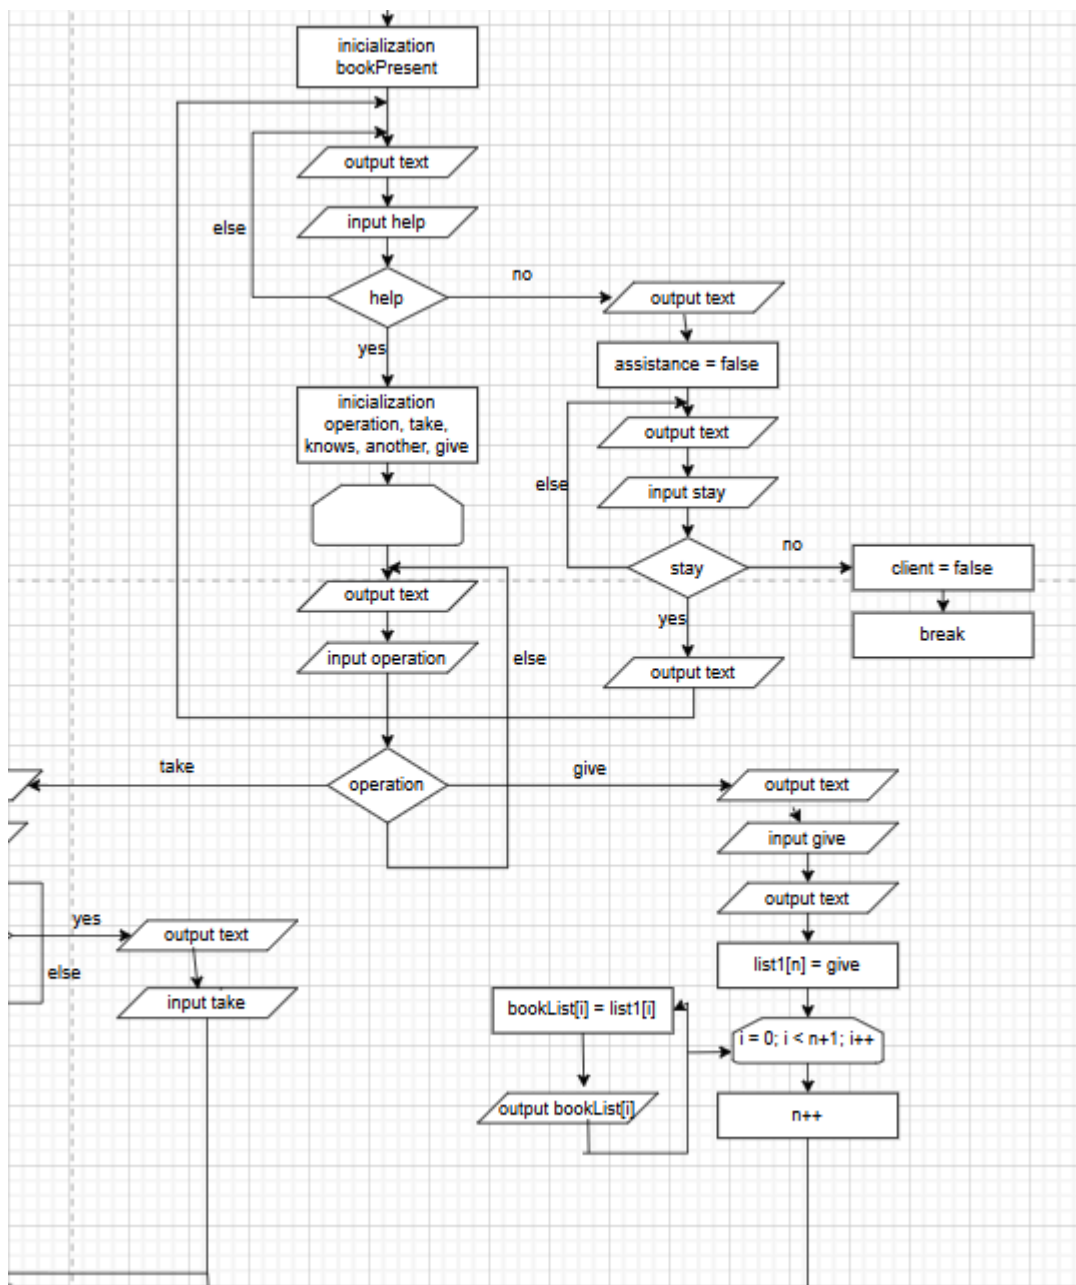 inicialization
bookPresent
output text
input help
else
help
no
output text
yes
assistance = false
inicialization
operation, take,
knows, another, give
output text
else
input stay
stay
no
client = false
yes
break
output text
output text
input operation
else
take
operation
give
output text
input give
output text
yes
output text
else
list1[n] = give
input take
bookList[i] = list1[i]
i = 0; i < n+1; i++
output bookList[i]
n++